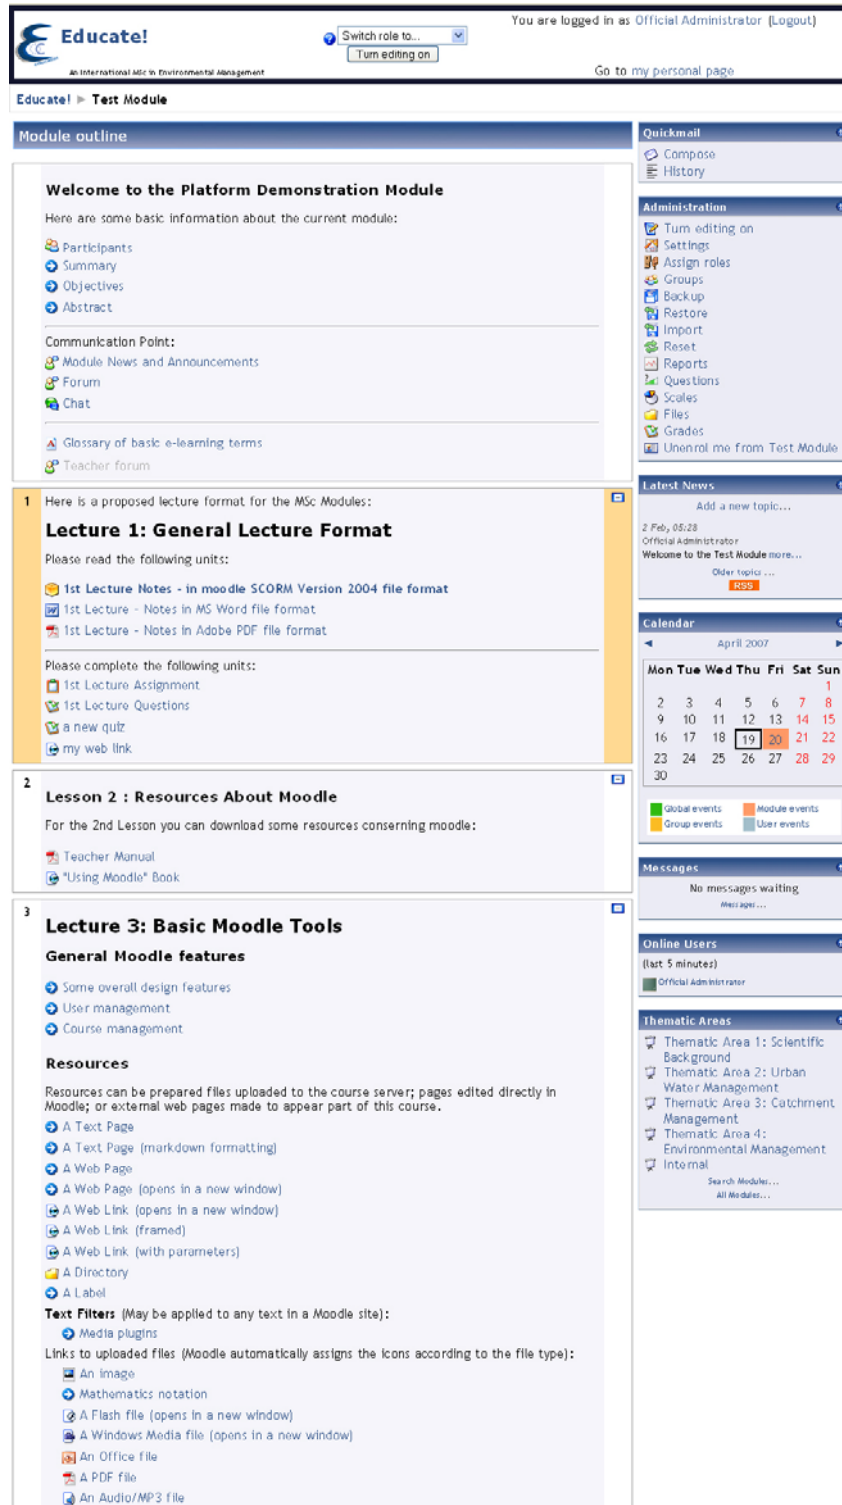 Educate!
An International MSc in Environmental Management
Switch role to...
Turn editing on
You are logged in as Official Administrator (Logout)
Go to my personal page
Educate! ► Test Module
Module outline
Welcome to the Platform Demonstration Module
Here are some basic information about the current module:
Participants
Summary
Objectives
Abstract
Communication Point:
Module News and Announcements
Forum
Chat
Glossary of basic e-learning terms
Teacher forum
1 Here is a proposed lecture format for the MSc Modules:
Lecture 1: General Lecture Format
Please read the following units:
1st Lecture Notes - in moodle SCORM Version 2004 file format
1st Lecture - Notes in MS Word file format
1st Lecture - Notes in Adobe PDF file format
Please complete the following units:
1st Lecture Assignment
1st Lecture Questions
a new quiz
my web link
2
Lesson 2 : Resources About Moodle
For the 2nd Lesson you can download some resources conserning moodle:
Teacher Manual
"Using Moodle" Book
3
Lecture 3: Basic Moodle Tools
General Moodle features
Some overall design features
User management
Course management
Resources
Resources can be prepared files uploaded to the course server; pages edited directly in
Moodle; or external web pages made to appear part of this course.
A Text Page
A Text Page (markdown formatting)
A Web Page
A Web Page (opens in a new window)
A Web Link (opens in a new window)
A Web Link (framed)
A Web Link (with parameters)
A Directory
A Label
Text Filters (May be applied to any text in a Moodle site):
Media plugins
Links to uploaded files (Moodle automatically assigns the icons according to the file type):
An image
Mathematics notation
A Flash file (opens in a new window)
A Windows Media file (opens in a new window)
An Office file
A PDF file
An Audio/MP3 file
Quickmail
Compose
History
Administration
Turn editing on
Settings
Assign roles
Groups
Backup
Restore
Import
Reset
Reports
Questions
Scales
Files
Grades
Unenrol me from Test Module
Latest News
Add a new topic...
2 Feb, 05:28
Official Administrator
Welcome to the Test Module more...
Older topics ...
RSS
Calendar
◄ April 2007 ►
Mon Tue Wed Thu Fri Sat Sun
1
2 3 4 5 6 7 8
9 10 11 12 13 14 15
16 17 18 19 20 21 22
23 24 25 26 27 28 29
30
Global events Module events
Group events User events
Messages
No messages waiting
Messages...
Online Users
(last 5 minutes)
Official Administrator
Thematic Areas
Thematic Area 1: Scientific
Background
Thematic Area 2: Urban
Water Management
Thematic Area 3: Catchment
Management
Thematic Area 4:
Environmental Management
Internal
Search Modules...
All Modules...